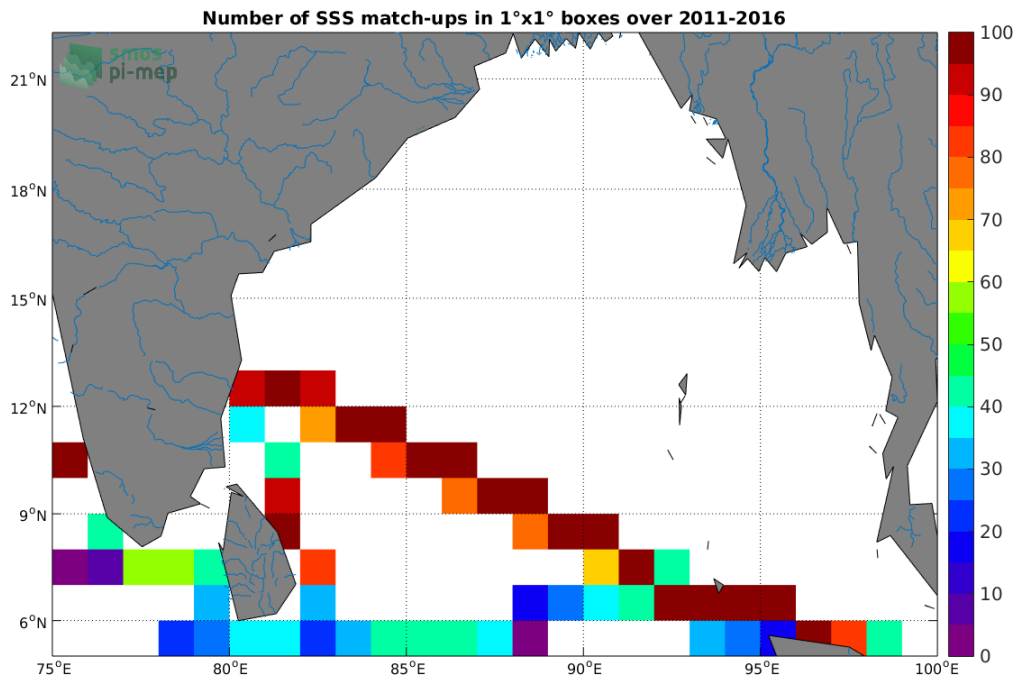 Number of SSS match-ups in 1°x1° boxes over 2011-2016
smos
pi-mep
21°N
18°N
15°N
12°N
9°N
6°N
75°E
80°E
85°E
90°E
95°E
100°E
100
90
80
70
60
50
40
30
20
10
0